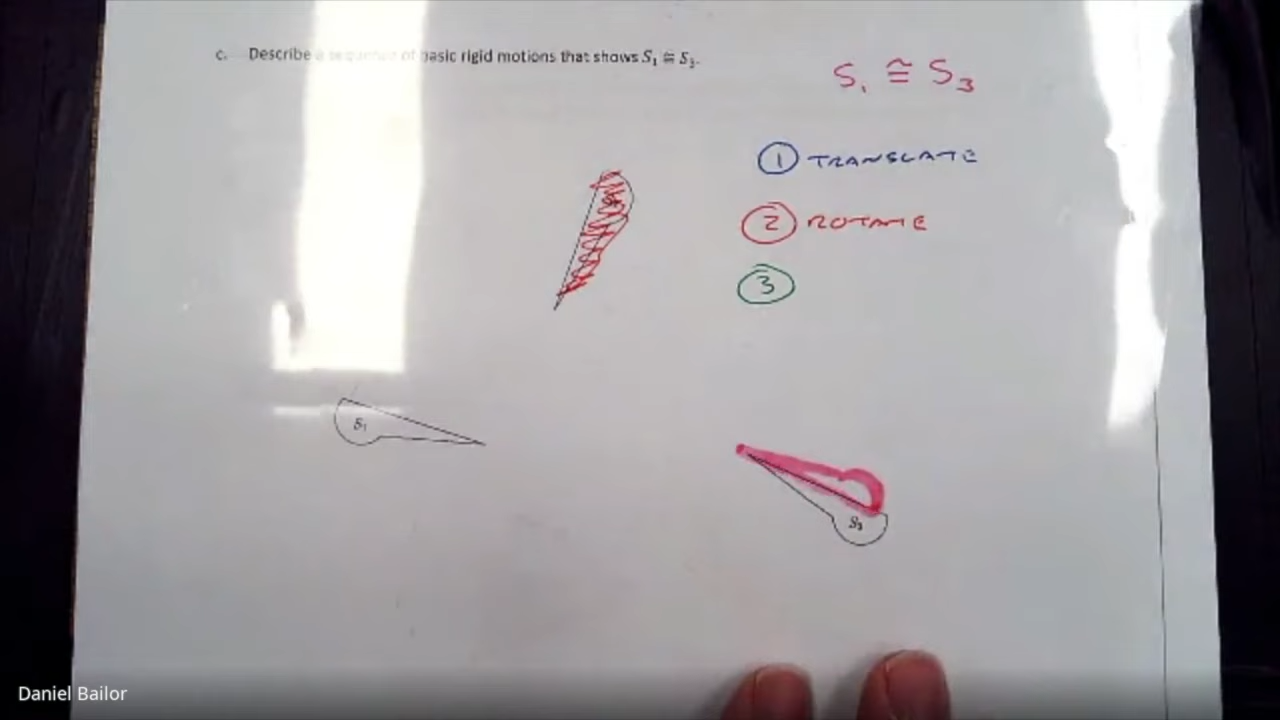 c. Describe a sequence of basic rigid motions that shows S₁ ≅ S₃.
S₁ ≅ S₃
① TRANSLATE
② ROTATE
③
S₁
S₃
Daniel Bailor